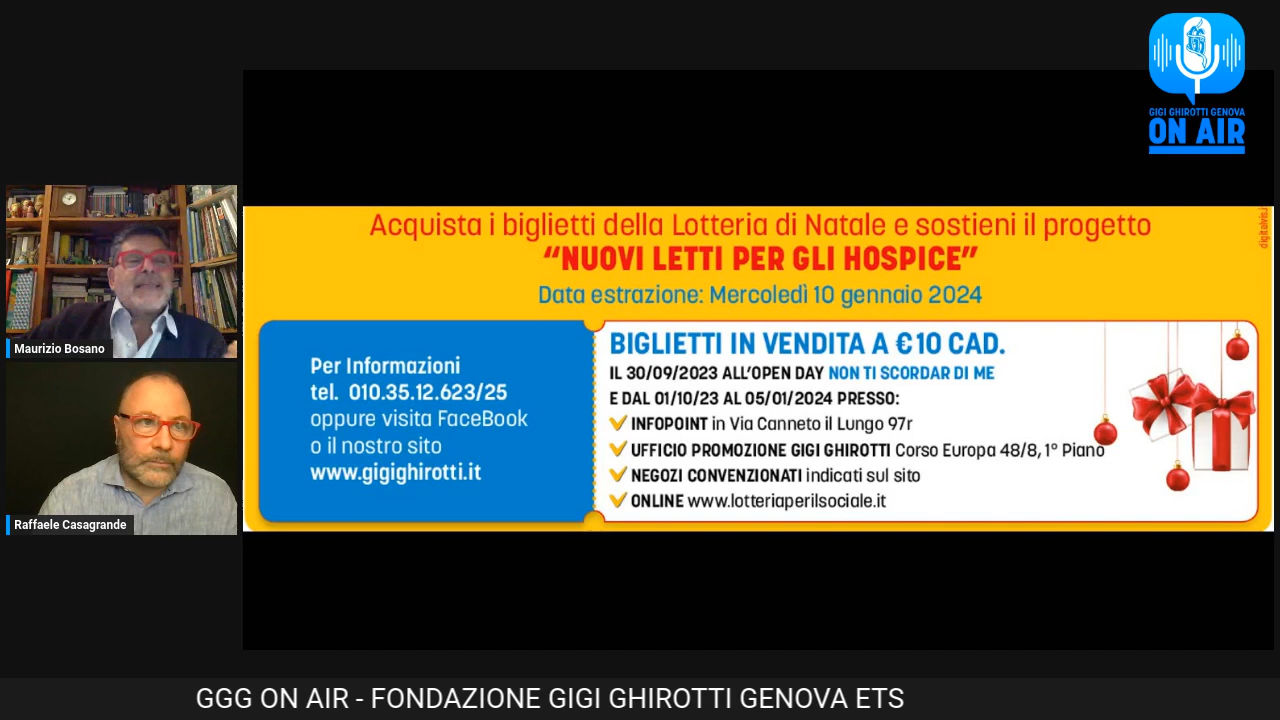 GIGI GHIROTTI GENOVA
ON AIR
Acquista i biglietti della Lotteria di Natale e sostieni il progetto
“NUOVI LETTI PER GLI HOSPICE”
Data estrazione: Mercoledì 10 gennaio 2024
Per Informazioni
tel. 010.35.12.623/25
oppure visita FaceBook
o il nostro sito
www.gigighirotti.it
BIGLIETTI IN VENDITA A €10 CAD.
IL 30/09/2023 ALL’OPEN DAY NON TI SCORDAR DI ME
E DAL 01/10/23 AL 05/01/2024 PRESSO:
INFOPOINT in Via Canneto il Lungo 97r
UFFICIO PROMOZIONE GIGI GHIROTTI Corso Europa 48/8, 1° Piano
NEGOZI CONVENZIONATI indicati sul sito
ONLINE www.lotteriaperilsociale.it
Maurizio Bosano
Raffaele Casagrande
GGG ON AIR - FONDAZIONE GIGI GHIROTTI GENOVA ETS